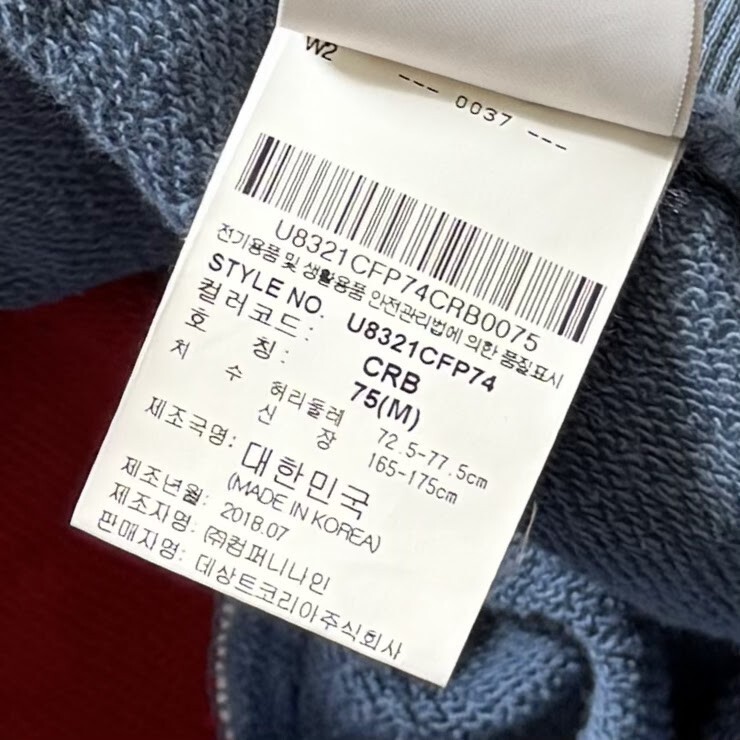 W2
--- 0037 ---
U8321CFP74CRB0075
전기용품 및 생활용품 안전관리법에 의한 품질표시
STYLE NO. U8321CFP74
컬러코드: CRB
호 칭: 75(M)
치 수 허리둘레 72.5-77.5cm
신 장 165-175cm
제조국명: 대한민국
(MADE IN KOREA)
제조년월: 2018.07
제조자명: (주)컴퍼니나인
판매자명: 데상트코리아주식회사